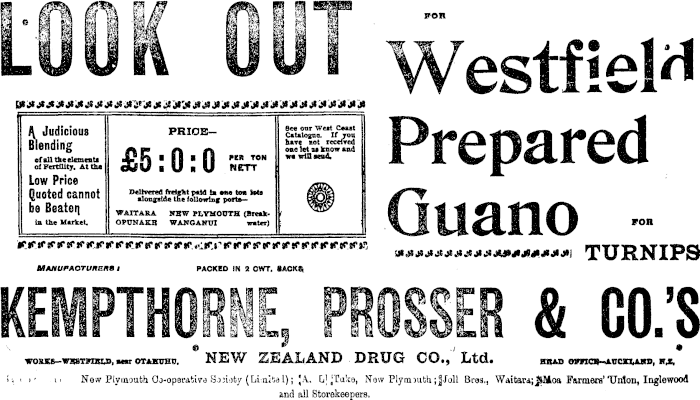 LOOK OUT
FOR
Westfield
Prepared
Guano
FOR
TURNIPS
A Judicious
Blending
of all the elements
of Fertility. At the
Low Price
Quoted cannot
be Beaten
in the Market.
PRICE—
£5:0:0 PER TON
NETT
Delivered freight paid in one ton lots
alongside the following ports—
WAITARA NEW PLYMOUTH (Break-
OPUNAKE WANGANUI water)
See our West Coast
Catalogue. If you
have not received
one let us know and
we will send.
MANUFACTURERS: PACKED IN 2 CWT. SACKS
KEMPTHORNE, PROSSER & CO.'S
WORKS—WESTFIELD, near OTAHUHU. NEW ZEALAND DRUG CO., Ltd. HEAD OFFICE—AUCKLAND, N.Z.
New Plymouth Co-operative Society (Limited); A. L. Tuke, New Plymouth; Joll Bros., Waitara; Moa Farmers' Union, Inglewood
and all Storekeepers.